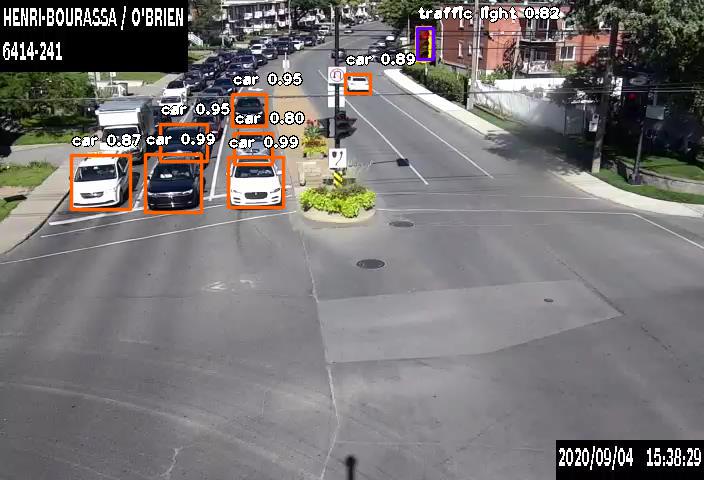 HENRI-BOURASSA / O'BRIEN
6414-241
traffic light 0.82
car 0.89
car 0.95
car 0.95
car 0.80
car 0.87
car 0.99
car 0.99
2020/09/04 15:38:29